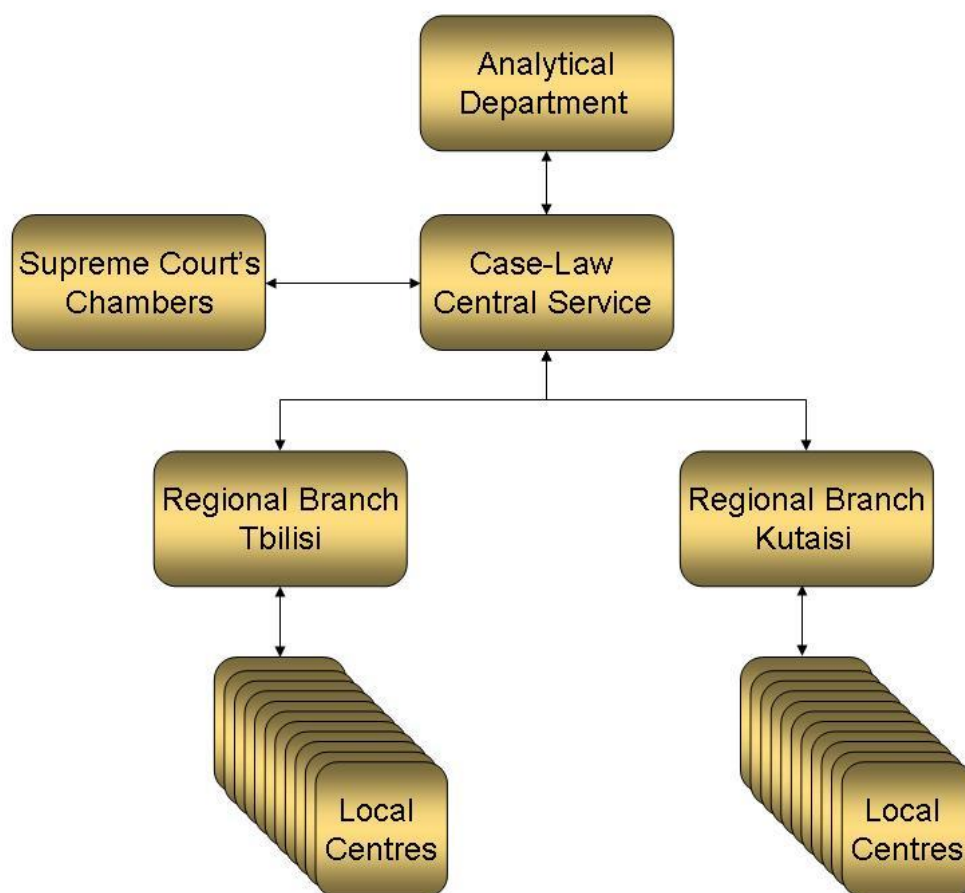 Analytical
Department
Supreme Court's
Chambers
Case-Law
Central Service
Regional Branch
Tbilisi
Regional Branch
Kutaisi
Local
Centres
Local
Centres